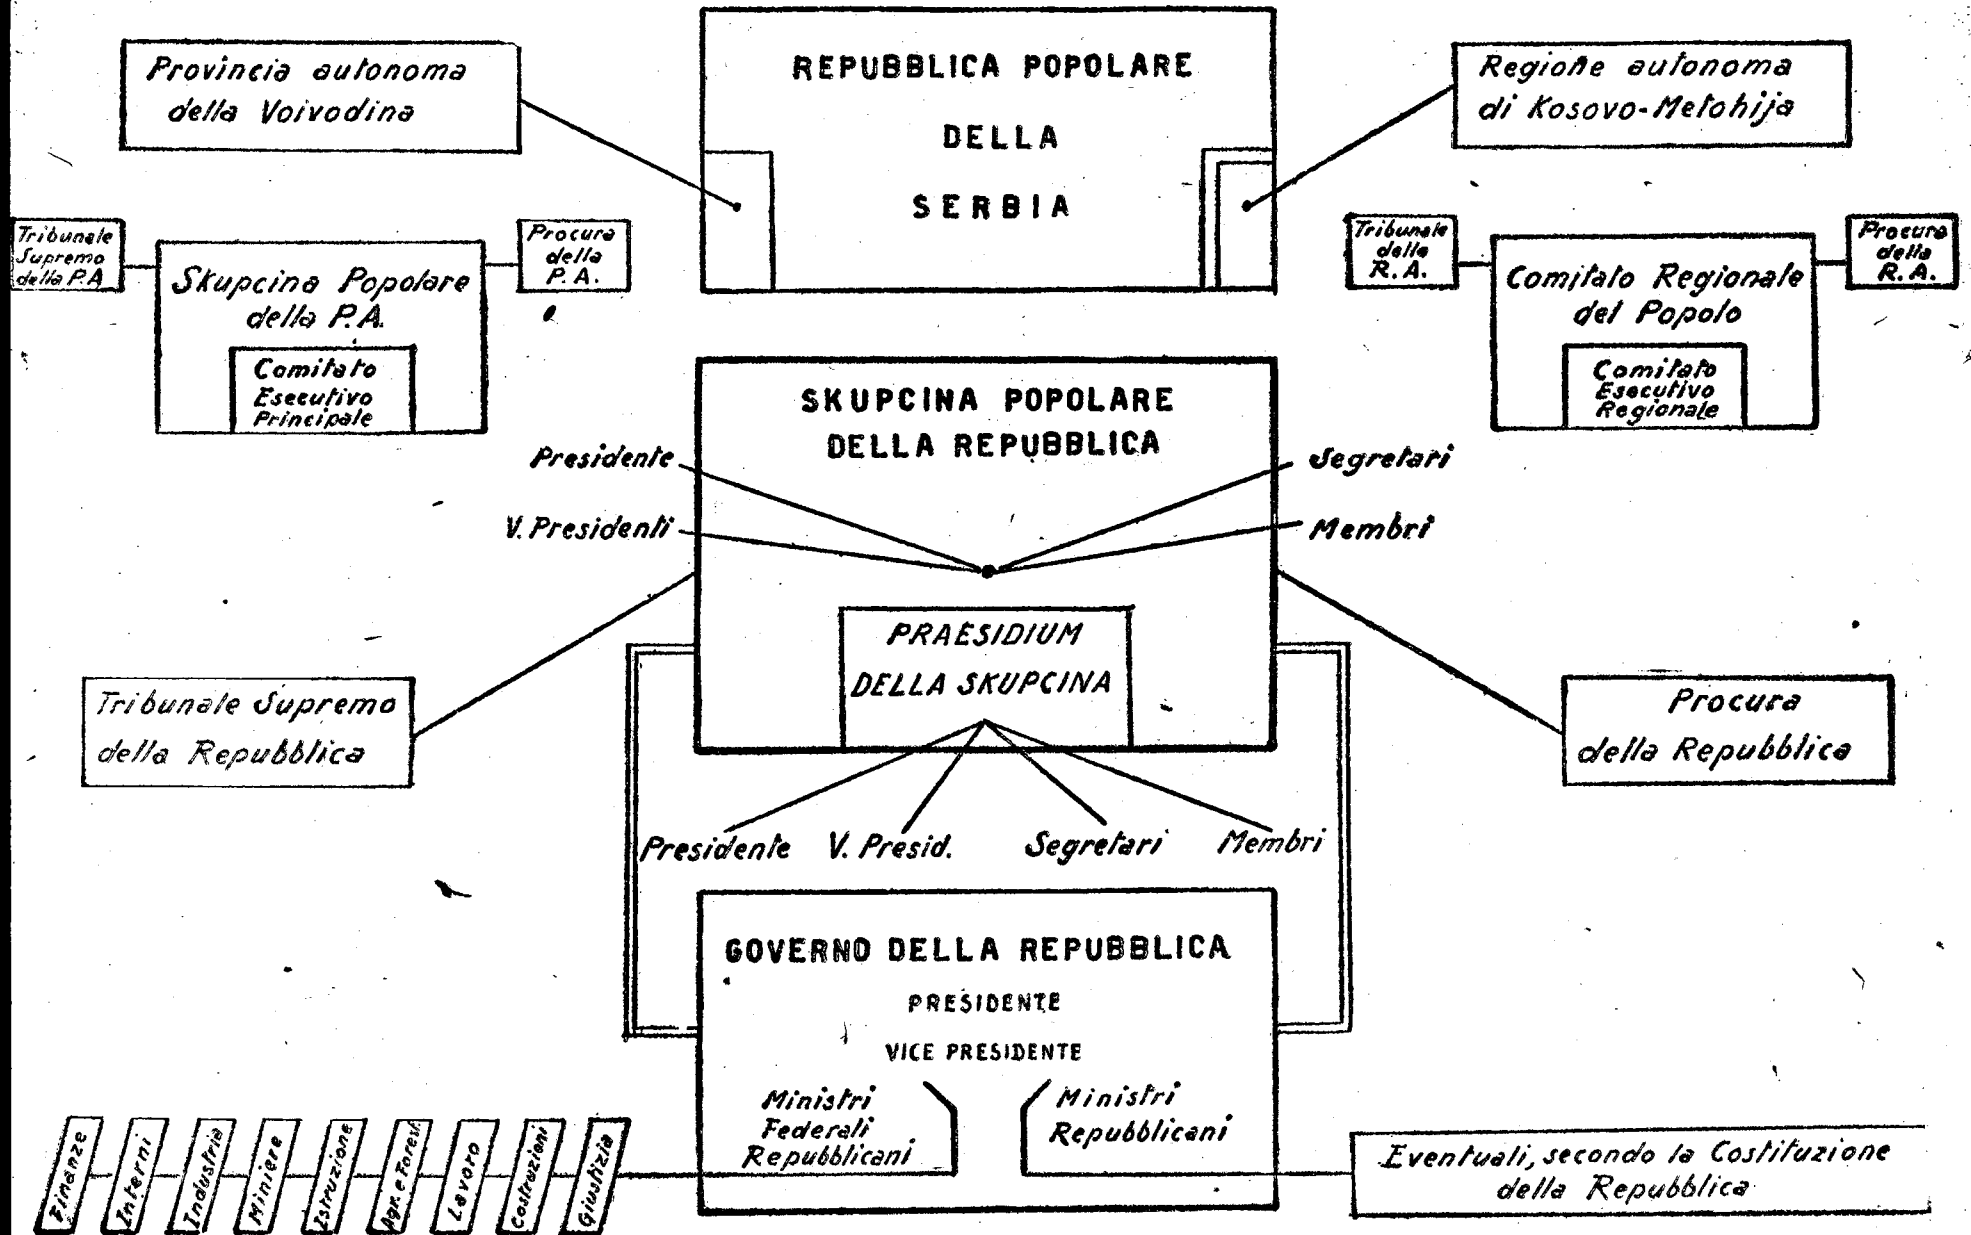 Provincia autonoma
della Voivodina
REPUBBLICA POPOLARE
DELLA
SERBIA
Regione autonoma
di Kosovo-Metohija
Tribunale
Supremo
della P.A
Skupcina Popolare
della P.A.
Comitato
Esecutivo
Principale
Procura
della
P.A.
Tribunale
della
R.A.
Comitato Regionale
del Popolo
Comitato
Esecutivo
Regionale
Procura
della
R.A.
SKUPCINA POPOLARE
DELLA REPUBBLICA
Presidente
V. Presidenti
Segretari
Membri
PRAESIDIUM
DELLA SKUPCINA
Tribunale Supremo
della Repubblica
Procura
della Repubblica
Presidente
V. Presid.
Segretari
Membri
GOVERNO DELLA REPUBBLICA
PRESIDENTE
VICE PRESIDENTE
Ministri
Federali
Repubblicani
Ministri
Repubblicani
Finanze
Interni
Industria
Miniere
Istruzione
Agr. e Forest.
Lavoro
Costruzioni
Giustizia
Eventuali, secondo la Costituzione
della Repubblica